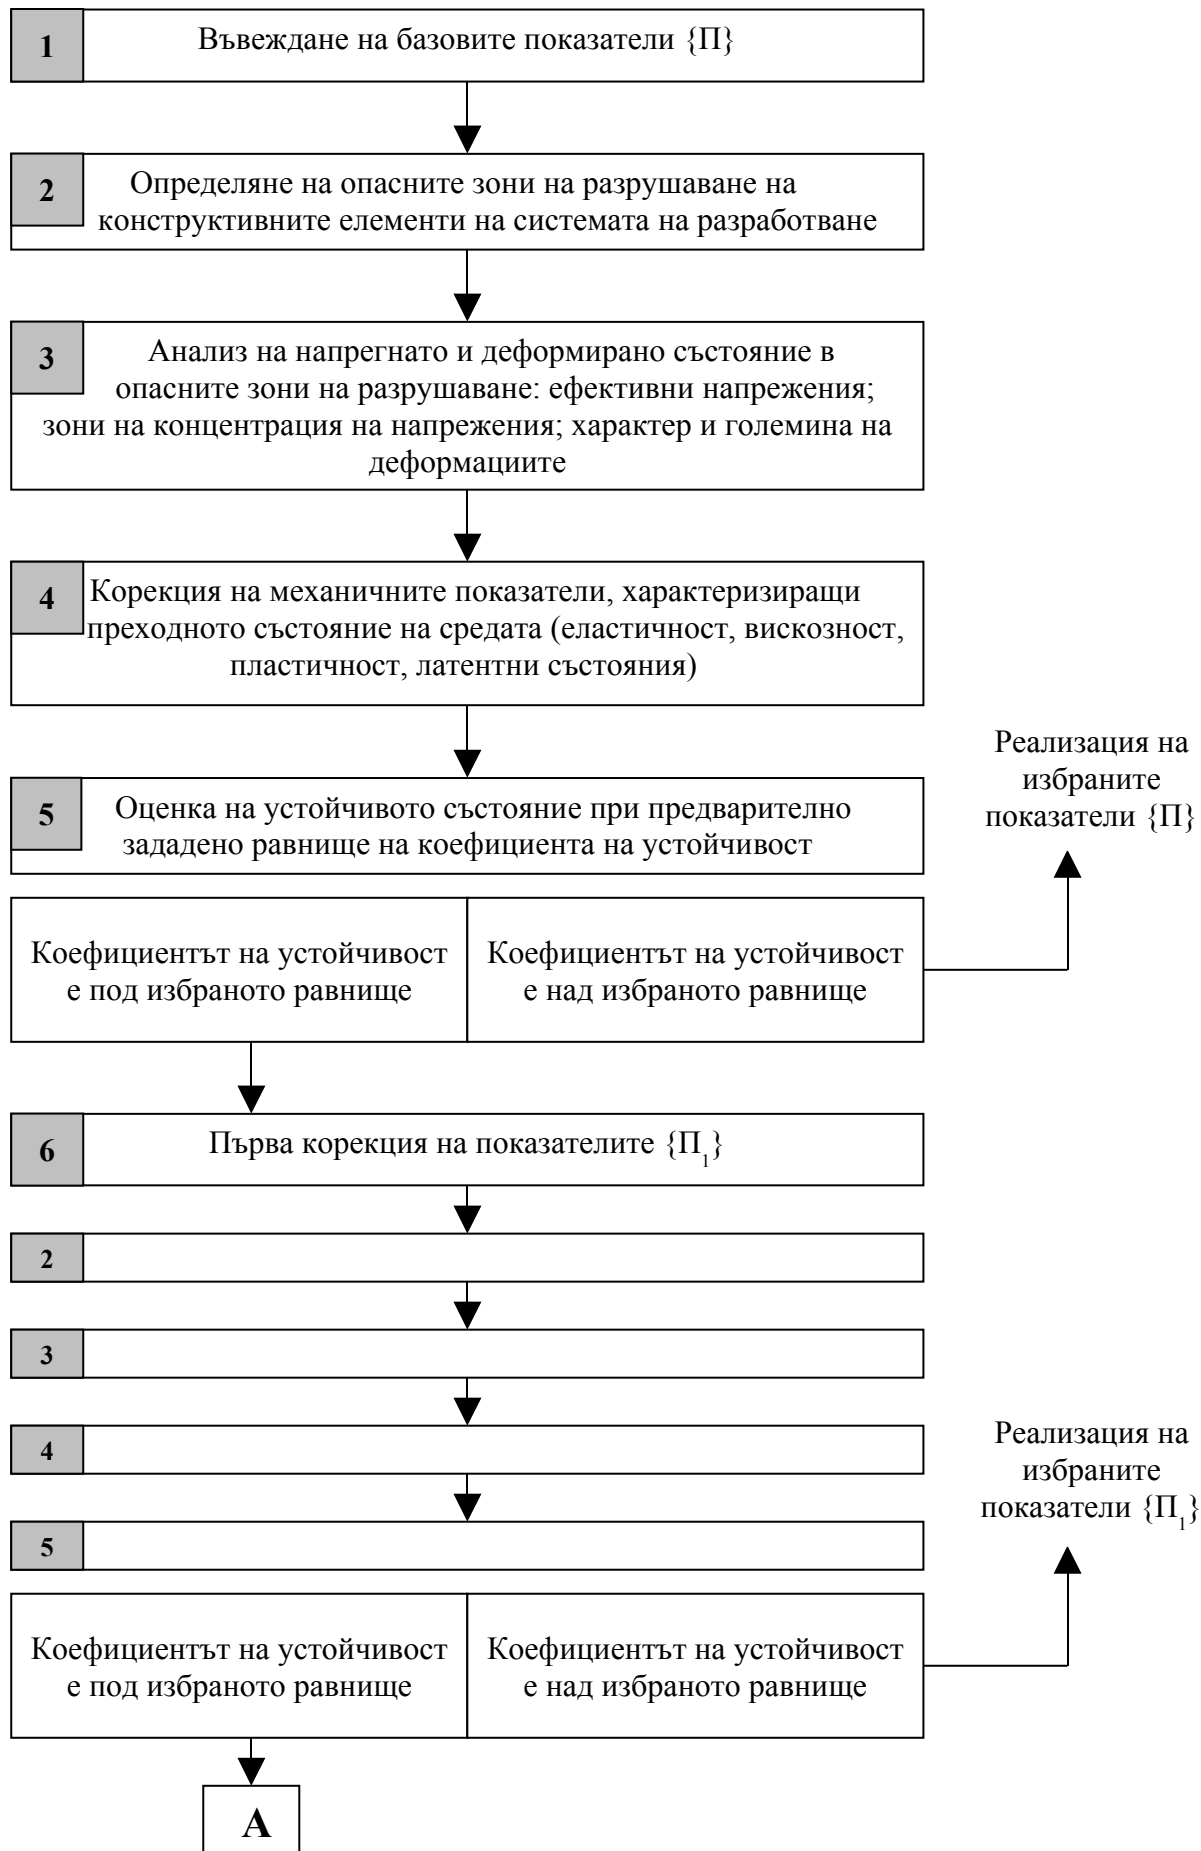 1
Въвеждане на базовите показатели {П}
2
Определяне на опасните зони на разрушаване на
конструктивните елементи на системата на разработване
3
Анализ на напрегнато и деформирано състояние в
опасните зони на разрушаване: ефективни напрежения;
зони на концентрация на напрежения; характер и големина на
деформациите
4
Корекция на механичните показатели, характеризиращи
преходното състояние на средата (еластичност, вискозност,
пластичност, латентни състояния)
5
Оценка на устойчивото състояние при предварително
зададено равнище на коефициента на устойчивост
Реализация на
избраните
показатели {П}
Коефициентът на устойчивост
е под избраното равнище
Коефициентът на устойчивост
е над избраното равнище
6
Първа корекция на показателите {П₁}
2
3
4
5
Реализация на
избраните
показатели {П₁}
Коефициентът на устойчивост
е под избраното равнище
Коефициентът на устойчивост
е над избраното равнище
А